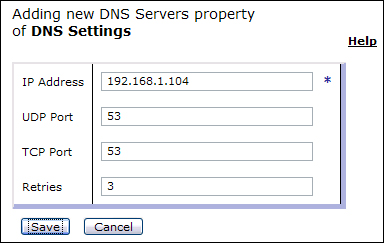 Adding new DNS Servers property
of DNS Settings
Help
IP Address 192.168.1.104 *
UDP Port 53
TCP Port 53
Retries 3
Save Cancel